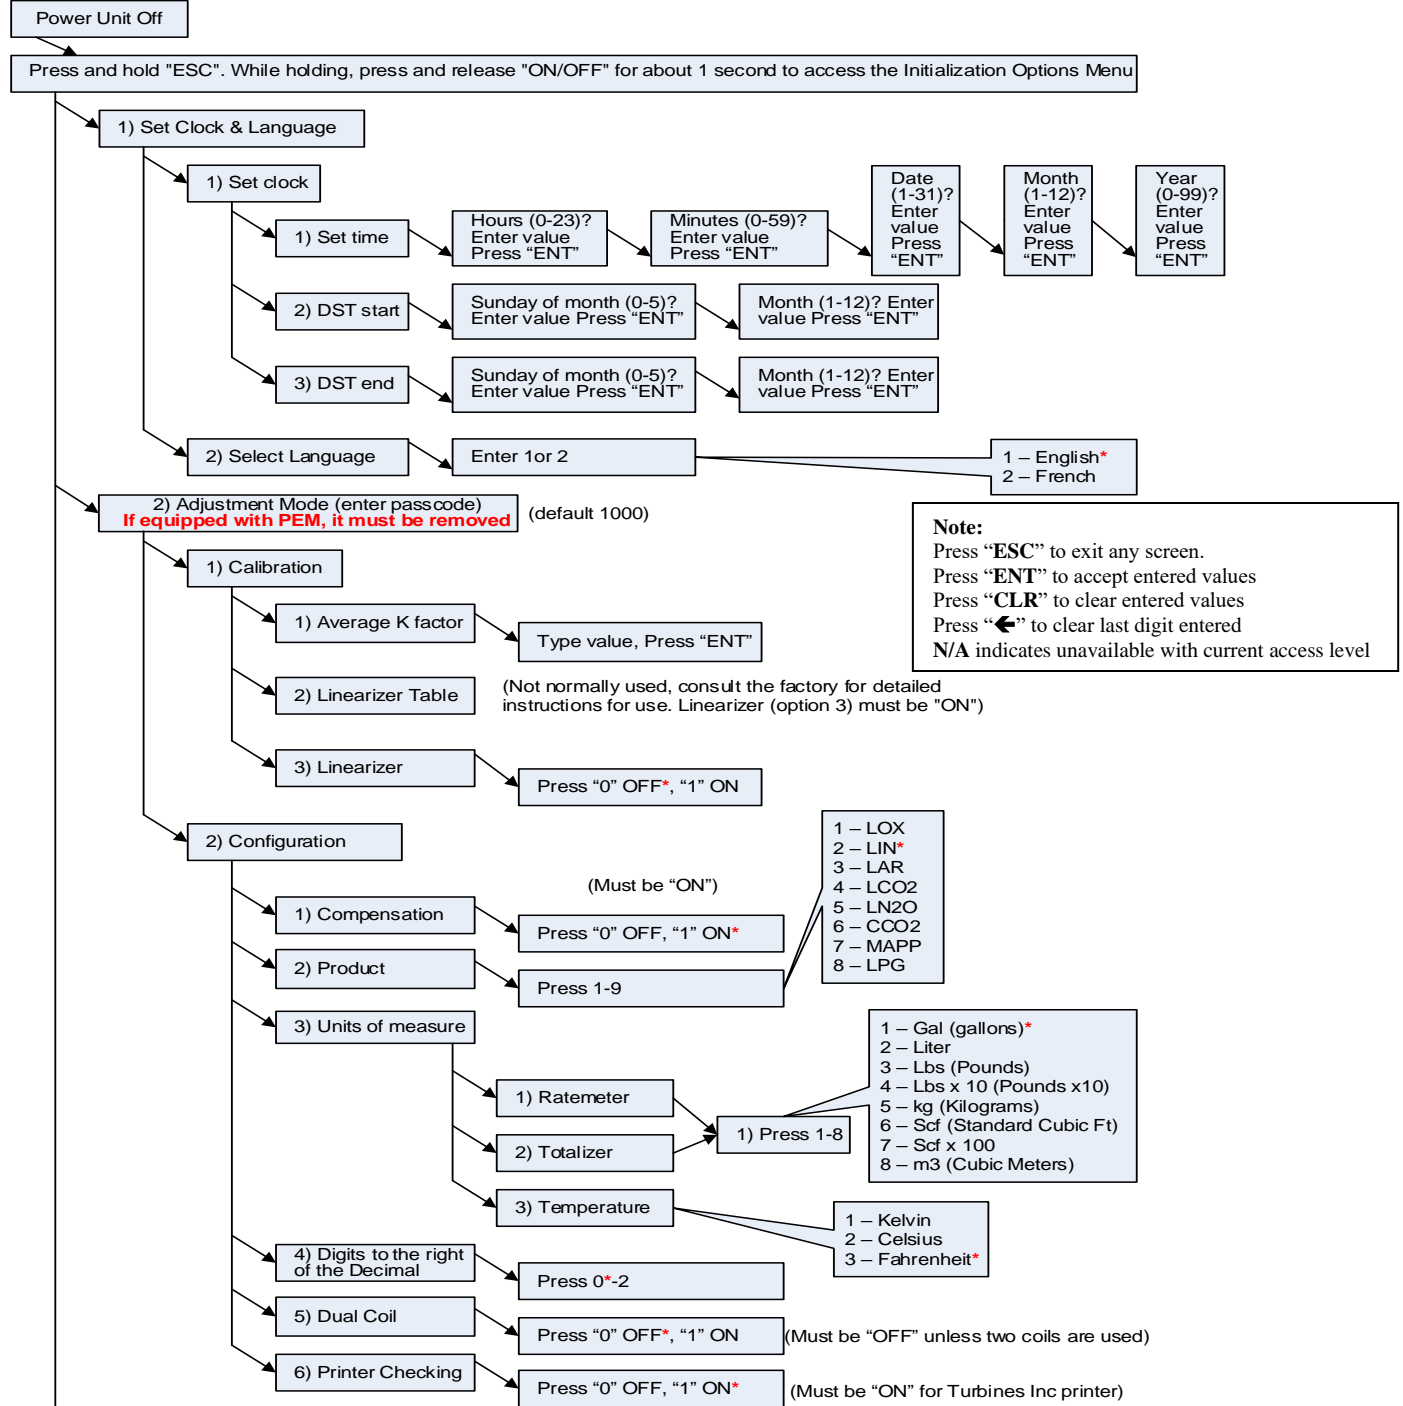 Power Unit Off
Press and hold "ESC". While holding, press and release "ON/OFF" for about 1 second to access the Initialization Options Menu
1) Set Clock & Language
1) Set clock
1) Set time
Hours (0-23)?
Enter value
Press “ENT”
Minutes (0-59)?
Enter value
Press “ENT”
Date
(1-31)?
Enter
value
Press
“ENT”
Month
(1-12)?
Enter
value
Press
“ENT”
Year
(0-99)?
Enter
value
Press
“ENT”
2) DST start
Sunday of month (0-5)?
Enter value Press “ENT”
Month (1-12)? Enter
value Press “ENT”
3) DST end
Sunday of month (0-5)?
Enter value Press “ENT”
Month (1-12)? Enter
value Press “ENT”
2) Select Language
Enter 1or 2
1 – English*
2 – French
2) Adjustment Mode (enter passcode)
If equipped with PEM, it must be removed
(default 1000)
Note:
Press “ESC” to exit any screen.
Press “ENT” to accept entered values
Press “CLR” to clear entered values
Press “🡸” to clear last digit entered
N/A indicates unavailable with current access level
1) Calibration
1) Average K factor
Type value, Press “ENT”
2) Linearizer Table
(Not normally used, consult the factory for detailed
instructions for use. Linearizer (option 3) must be "ON")
3) Linearizer
Press “0” OFF*, “1” ON
2) Configuration
(Must be “ON”)
1) Compensation
Press “0” OFF, “1” ON*
2) Product
Press 1-9
1 – LOX
2 – LIN*
3 – LAR
4 – LCO2
5 – LN2O
6 – CCO2
7 – MAPP
8 – LPG
3) Units of measure
1) Ratemeter
2) Totalizer
1) Press 1-8
1 – Gal (gallons)*
2 – Liter
3 – Lbs (Pounds)
4 – Lbs x 10 (Pounds x10)
5 – kg (Kilograms)
6 – Scf (Standard Cubic Ft)
7 – Scf x 100
8 – m3 (Cubic Meters)
3) Temperature
1 – Kelvin
2 – Celsius
3 – Fahrenheit*
4) Digits to the right
of the Decimal
Press 0*-2
5) Dual Coil
Press “0” OFF*, “1” ON
(Must be “OFF” unless two coils are used)
6) Printer Checking
Press “0” OFF, “1” ON*
(Must be “ON” for Turbines Inc printer)